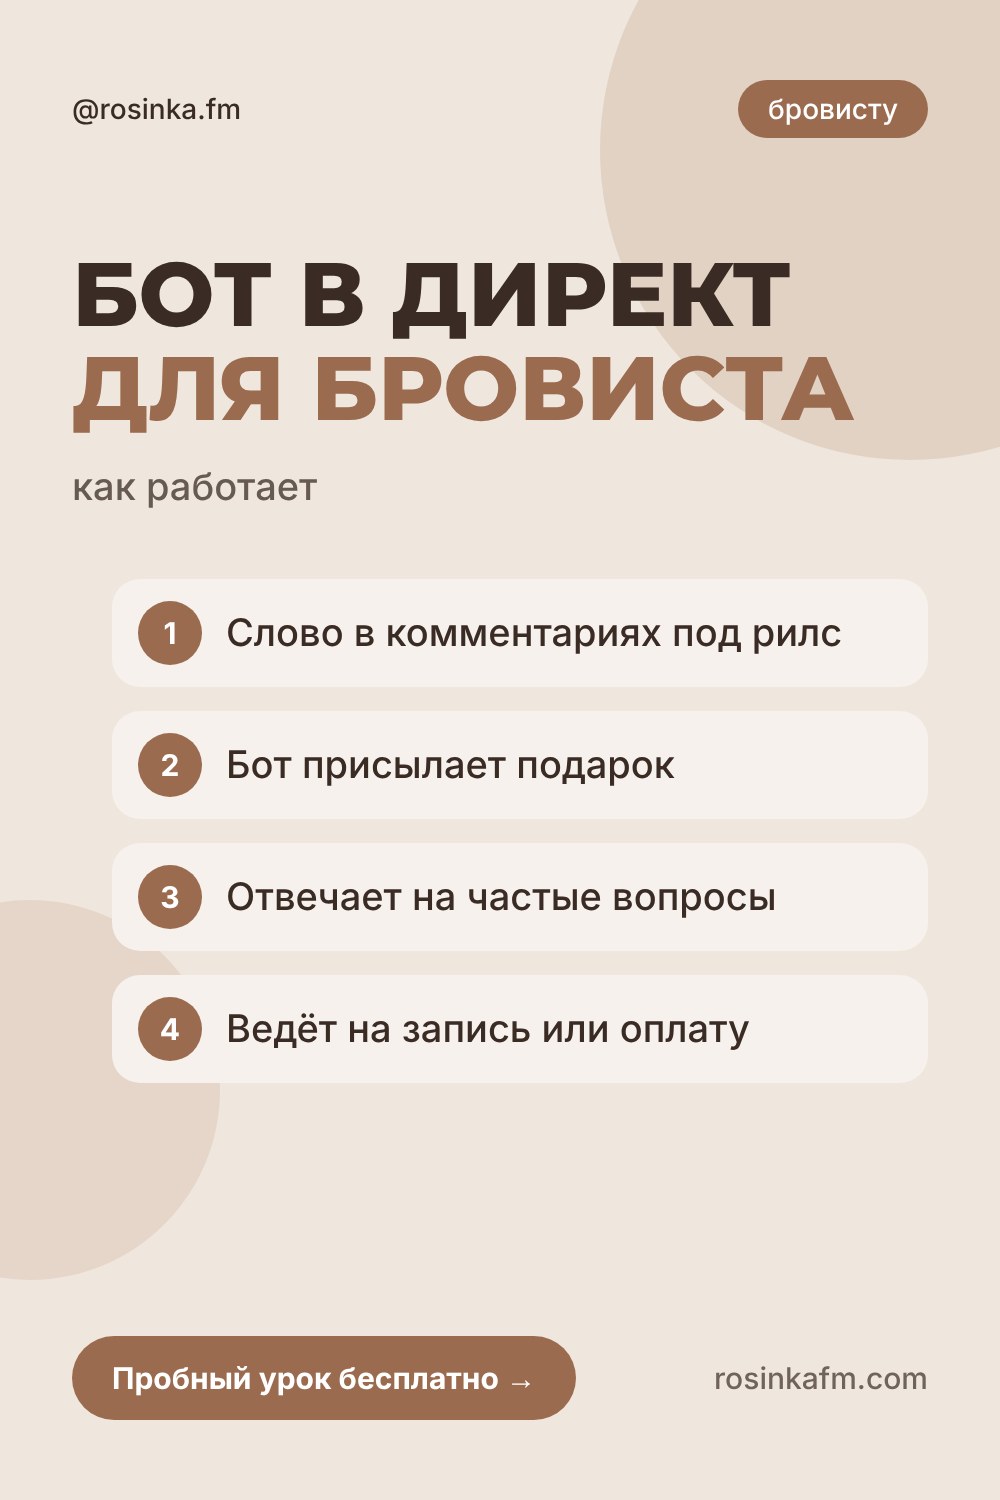 @rosinka.fm
бровисту
БОТ В ДИРЕКТ
ДЛЯ БРОВИСТА
как работает
1 Слово в комментариях под рилс
2 Бот присылает подарок
3 Отвечает на частые вопросы
4 Ведёт на запись или оплату
Пробный урок бесплатно →
rosinkafm.com